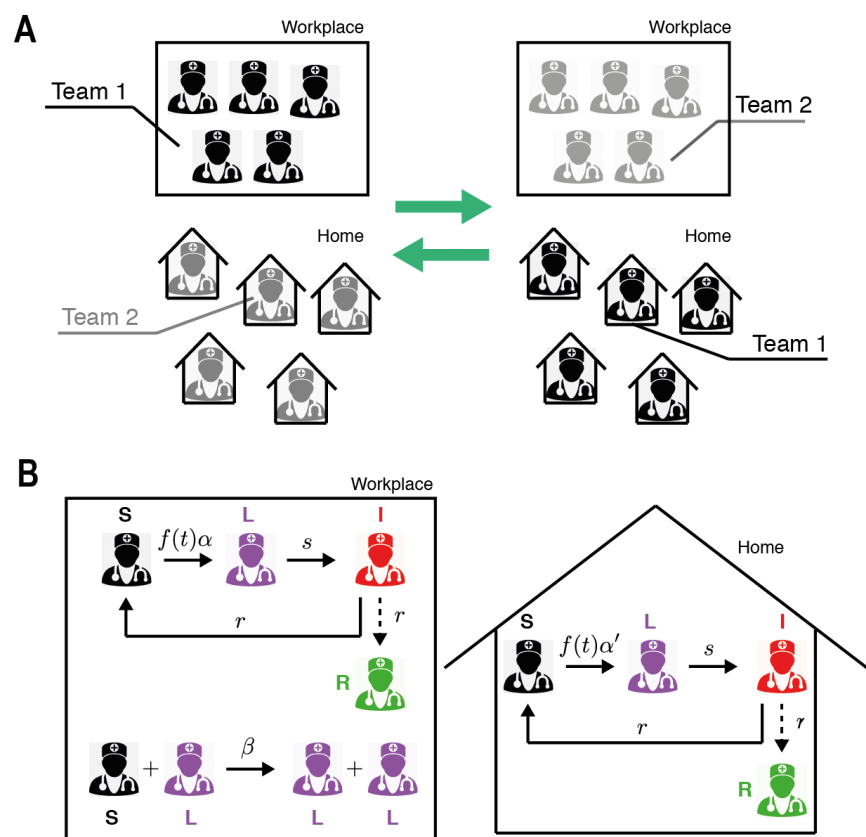 A
Workplace
Workplace
Team 1
Team 2
Home
Home
Team 2
Team 1
B
Workplace
S
L
I
f(t)α
s
r
r
R
β
+
+
S
L
L
L
Home
S
L
I
f(t)α′
s
r
r
R